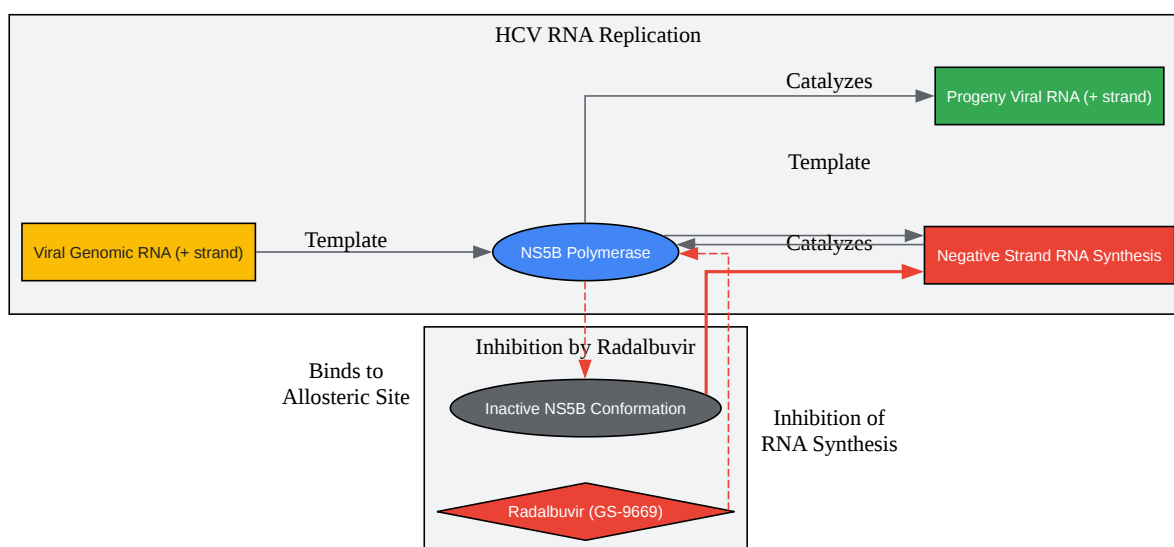 HCV RNA Replication
Catalyzes
Progeny Viral RNA (+ strand)
Template
Viral Genomic RNA (+ strand)
Template
NS5B Polymerase
Catalyzes
Negative Strand RNA Synthesis
Inhibition by Radalbuvir
Binds to
Allosteric Site
Inactive NS5B Conformation
Inhibition of
RNA Synthesis
Radalbuvir (GS-9669)